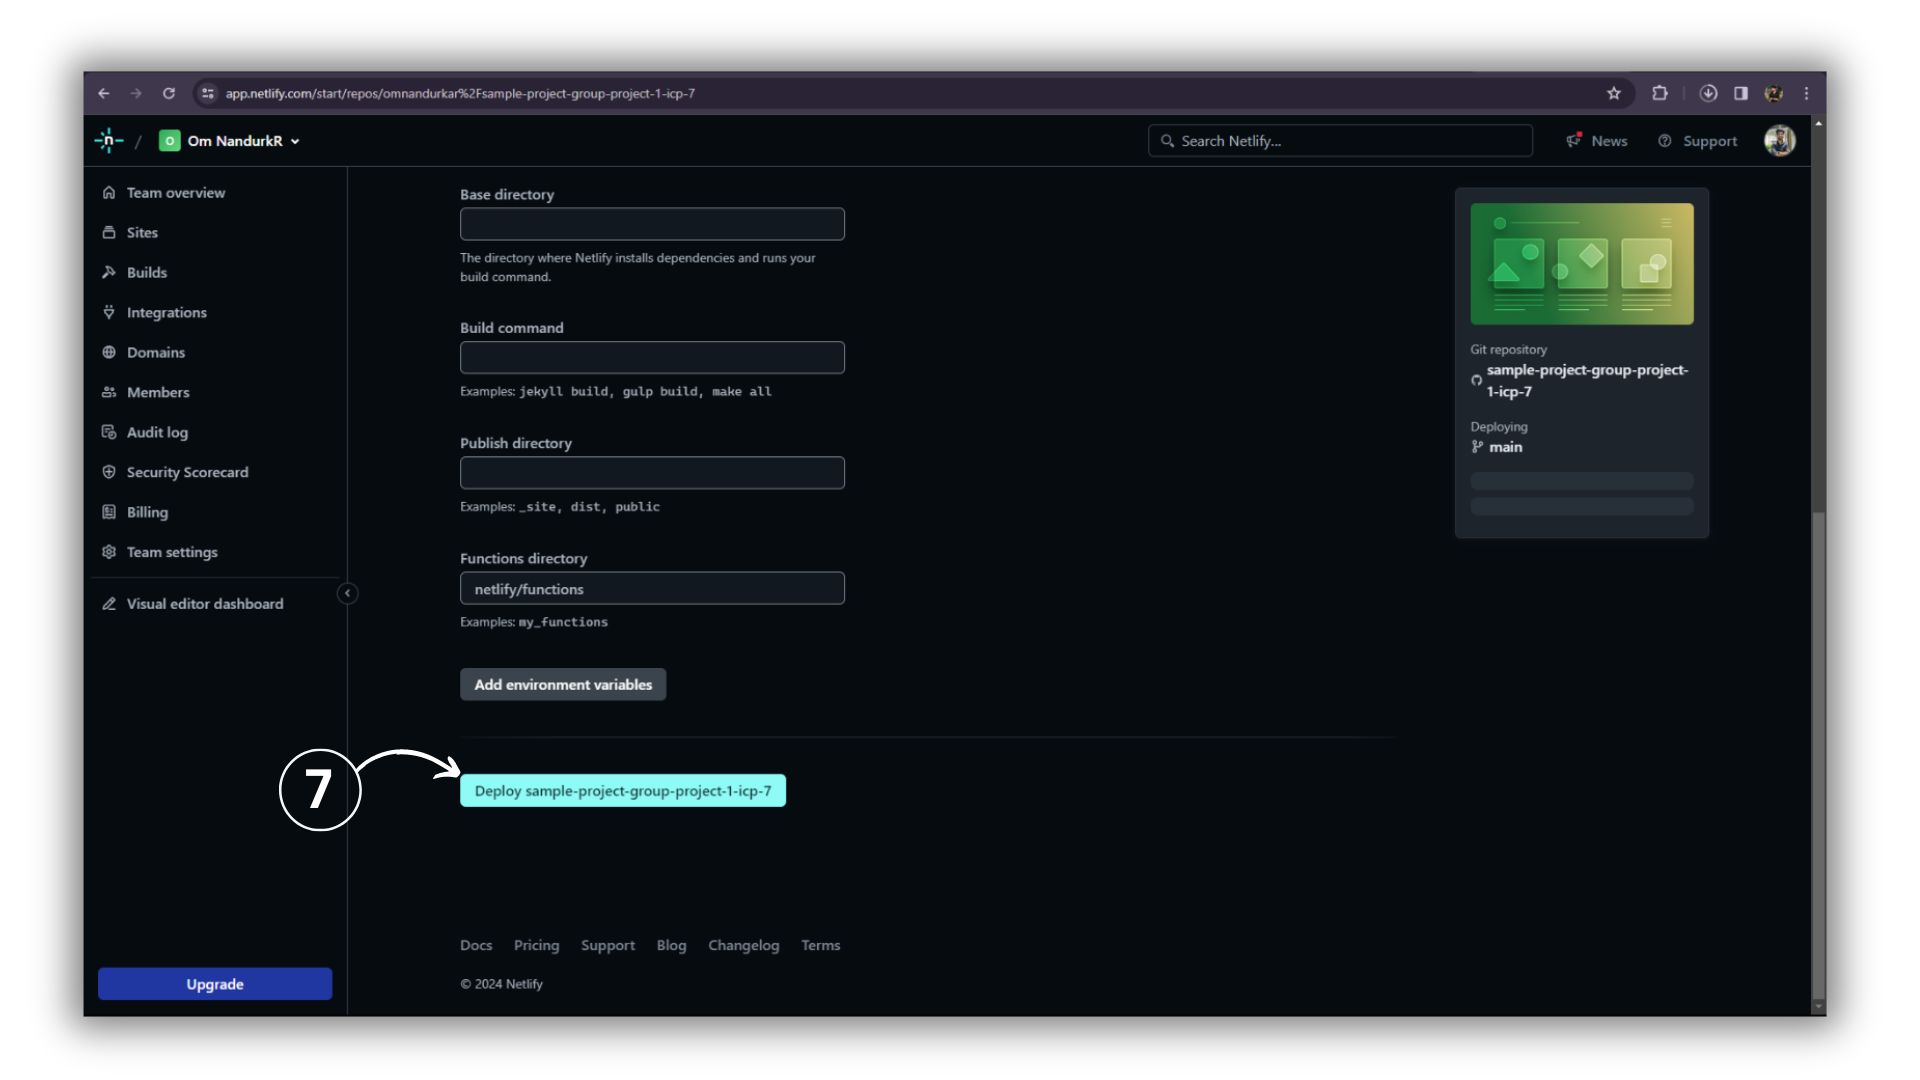 app.netlify.com/start/repos/omnandurkar%2Fsample-project-group-project-1-icp-7
n / O Om NandurkR
Search Netlify...
News
Support
Team overview
Sites
Builds
Integrations
Domains
Members
Audit log
Security Scorecard
Billing
Team settings
Visual editor dashboard
Upgrade
Base directory
The directory where Netlify installs dependencies and runs your
build command.
Build command
Examples: jekyll build, gulp build, make all
Publish directory
Examples: _site, dist, public
Functions directory
netlify/functions
Examples: my_functions
Add environment variables
7
Deploy sample-project-group-project-1-icp-7
Git repository
sample-project-group-project-
1-icp-7
Deploying
main
Docs Pricing Support Blog Changelog Terms
© 2024 Netlify